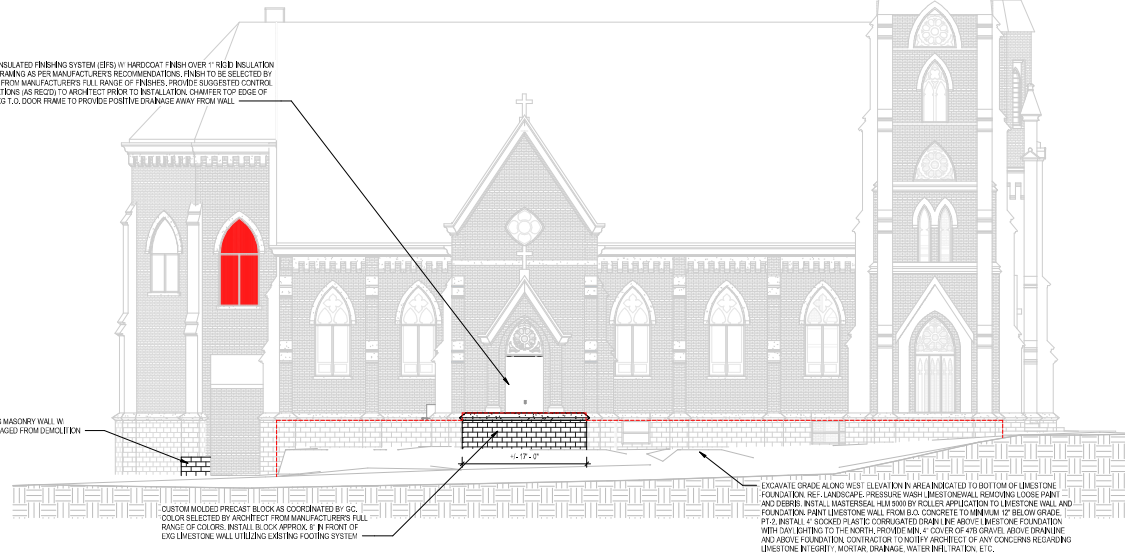 INSULATED FINISHING SYSTEM (EIFS) W/ HARDCOAT FINISH OVER 1" RIGID INSULATION
FRAMING AS PER MANUFACTURER'S RECOMMENDATIONS. FINISH TO BE SELECTED BY
FROM MANUFACTURER'S FULL RANGE OF FINISHES. PROVIDE SUGGESTED CONTROL
ATIONS (AS REQ'D) TO ARCHITECT PRIOR TO INSTALLATION. CHAMFER TOP EDGE OF
G T.O. DOOR FRAME TO PROVIDE POSITIVE DRAINAGE AWAY FROM WALL
MASONRY WALL W/
AGED FROM DEMOLITION
+/- 17' - 0"
CUSTOM MOLDED PRECAST BLOCK AS COORDINATED BY GC.
COLOR SELECTED BY ARCHITECT FROM MANUFACTURER'S FULL
RANGE OF COLORS. INSTALL BLOCK APPROX. 8" IN FRONT OF
EXG LIMESTONE WALL UTILIZING EXISTING FOOTING SYSTEM
EXCAVATE GRADE ALONG WEST ELEVATION IN AREA INDICATED TO BOTTOM OF LIMESTONE
FOUNDATION, REF. LANDSCAPE. PRESSURE WASH LIMESTONEWALL REMOVING LOOSE PAINT
AND DEBRIS. INSTALL MASTERSEAL HLM 5000 BY ROLLER APPLICATION TO LIMESTONE WALL AND
FOUNDATION. PAINT LIMESTONE WALL FROM B.O. CONCRETE TO MINIMUM 12" BELOW GRADE,
PT-2. INSTALL 4" SOCKED PLASTIC CORRUGATED DRAIN LINE ABOVE LIMESTONE FOUNDATION
WITH DAYLIGHTING TO THE NORTH. PROVIDE MIN. 4" COVER OF 47B GRAVEL ABOVE DRAINLINE
AND ABOVE FOUNDATION. CONTRACTOR TO NOTIFY ARCHITECT OF ANY CONCERNS REGARDING
LIMESTONE INTEGRITY, MORTAR, DRAINAGE, WATER INFILTRATION, ETC.